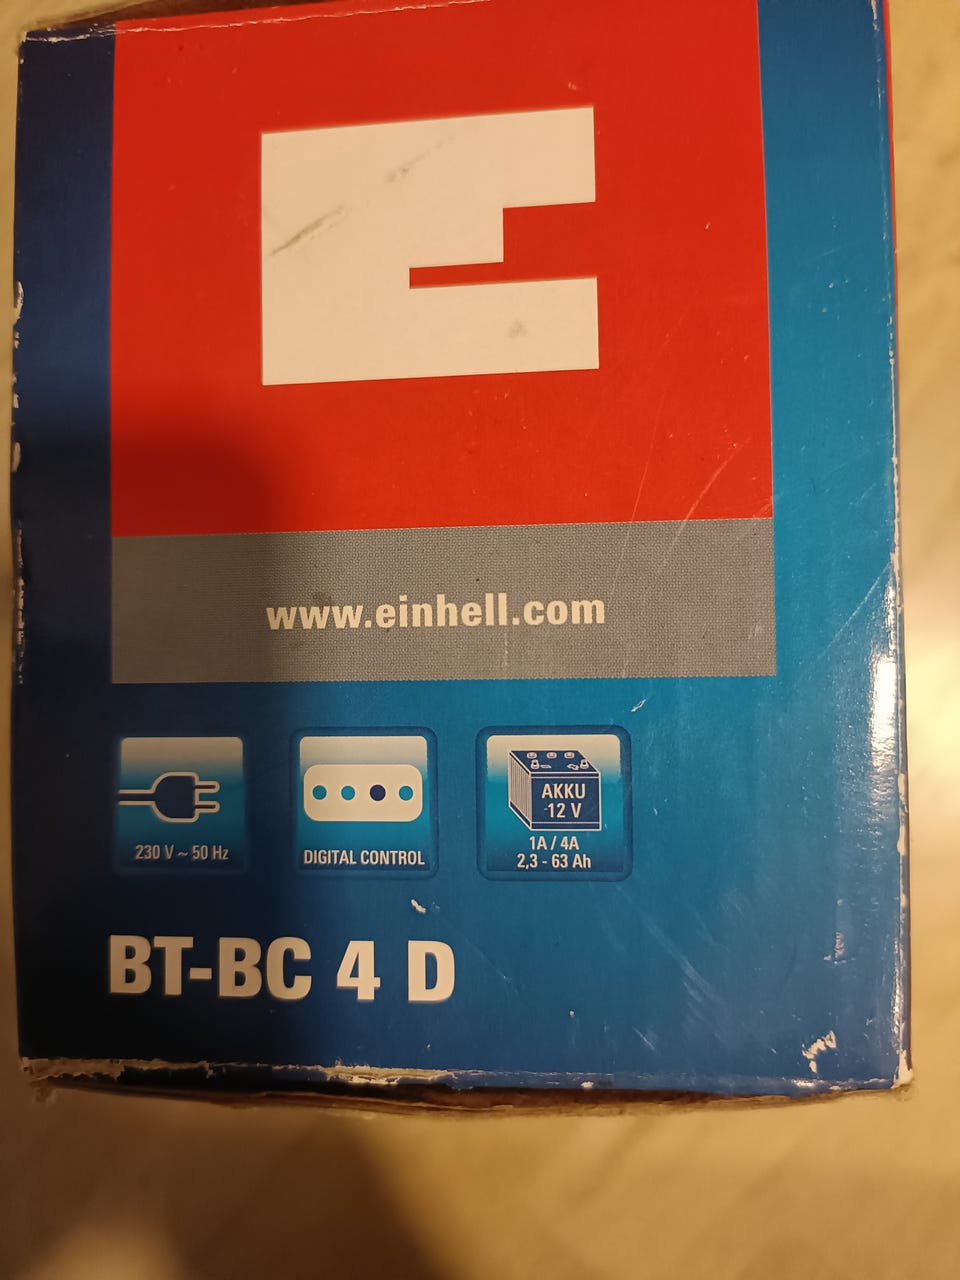 www.einhell.com
AKKU
12 V
230 V ~ 50 Hz
DIGITAL CONTROL
1A / 4A
2,3 - 63 Ah
BT-BC 4 D